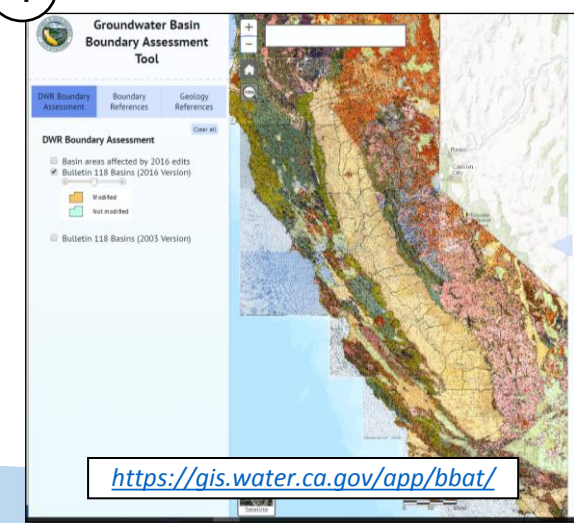 Groundwater Basin
Boundary Assessment
Tool
DWR Boundary
Assessment
Boundary
References
Geology
References
Clear all
DWR Boundary Assessment
Basin areas affected by 2016 edits
Bulletin 118 Basins (2016 Version)
Modified
Not modified
Bulletin 118 Basins (2003 Version)
+
−
Reno
Carson
City
https://gis.water.ca.gov/app/bbat/
Satellite